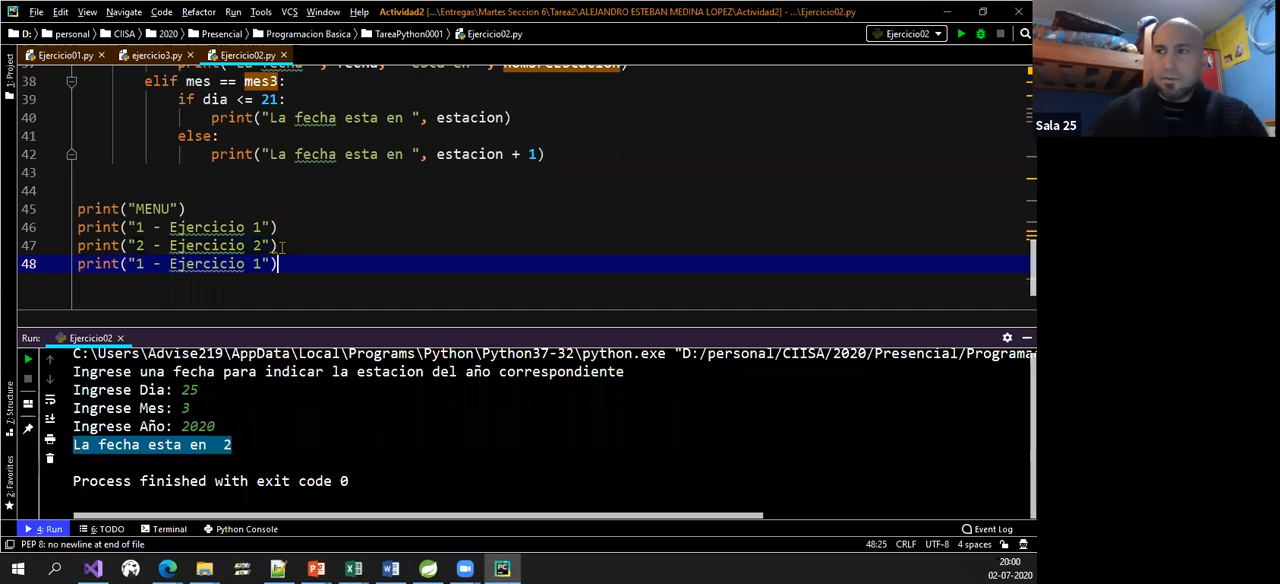 File Edit View Navigate Code Refactor Run Tools VCS Window Help Actividad2 [...\Entregas\Martes Seccion 6\Tarea2\ALEJANDRO ESTEBAN MEDINA LOPEZ\Actividad2] - ...\Ejercicio02.py
D: personal CIISA 2020 Presencial Programacion Basica TareaPython0001 Ejercicio02.py Ejercicio02
Ejercicio01.py ejercicio3.py Ejercicio02.py
1: Project
38 elif mes == mes3:
39 if dia <= 21:
40 print("La fecha esta en ", estacion)
41 else:
42 print("La fecha esta en ", estacion + 1)
43
44
45 print("MENU")
46 print("1 - Ejercicio 1")
47 print("2 - Ejercicio 2")
48 print("1 - Ejercicio 1")
Sala 25
Run: Ejercicio02
C:\Users\Advise219\AppData\Local\Programs\Python\Python37-32\python.exe "D:/personal/CIISA/2020/Presencial/Programa
Ingrese una fecha para indicar la estacion del año correspondiente
Ingrese Dia: 25
Ingrese Mes: 3
Ingrese Año: 2020
La fecha esta en  2
Process finished with exit code 0
7: Structure
2: Favorites
4: Run 6: TODO Terminal Python Console Event Log
PEP 8: no newline at end of file 48:25 CRLF UTF-8 4 spaces
20:00
02-07-2020